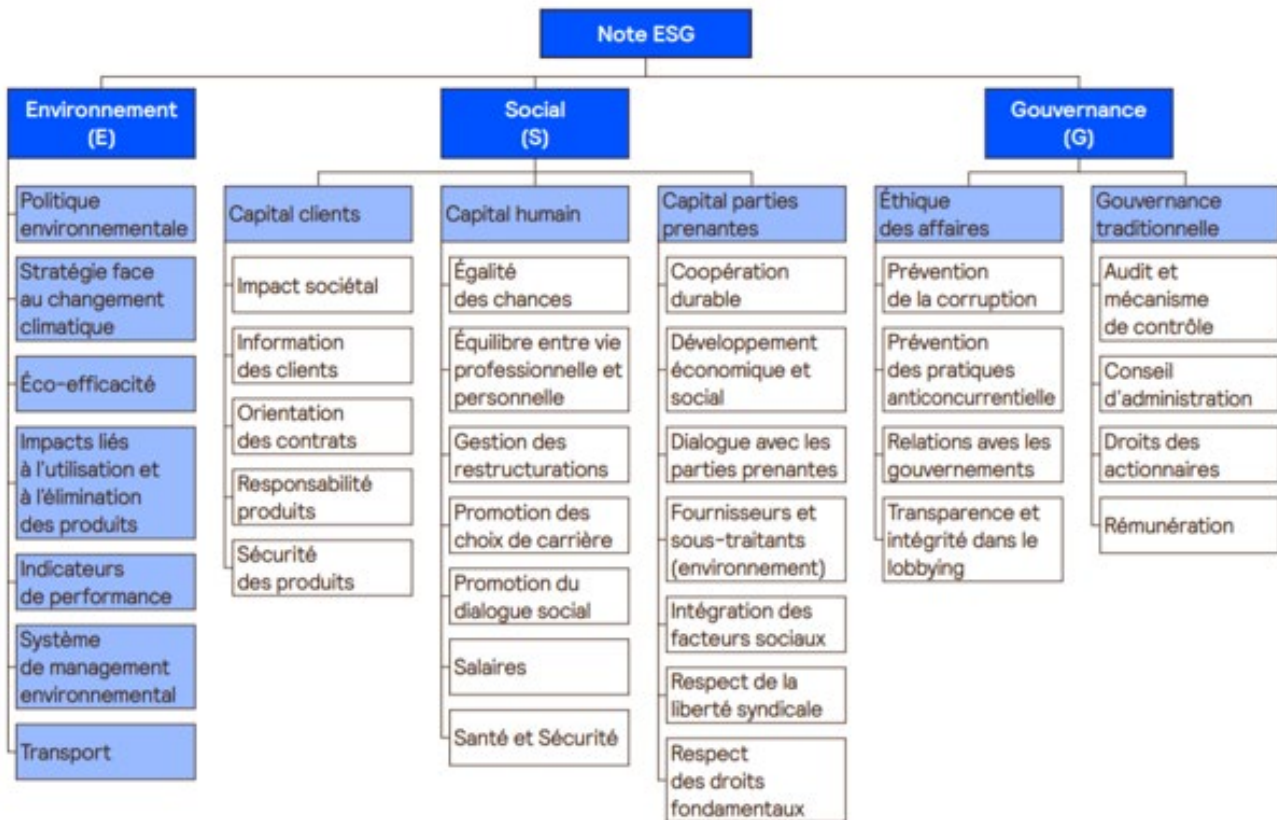 Note ESG
Environnement
(E)
Social
(S)
Gouvernance
(G)
Politique
environnementale
Stratégie face
au changement
climatique
Éco-efficacité
Impacts liés
à l'utilisation et
à l'élimination
des produits
Indicateurs
de performance
Système
de management
environnemental
Transport
Capital clients
Impact sociétal
Information
des clients
Orientation
des contrats
Responsabilité
produits
Sécurité
des produits
Capital humain
Égalité
des chances
Équilibre entre vie
professionnelle et
personnelle
Gestion des
restructurations
Promotion des
choix de carrière
Promotion du
dialogue social
Salaires
Santé et Sécurité
Capital parties
prenantes
Coopération
durable
Développement
économique et
social
Dialogue avec les
parties prenantes
Fournisseurs et
sous-traitants
(environnement)
Intégration des
facteurs sociaux
Respect de la
liberté syndicale
Respect
des droits
fondamentaux
Éthique
des affaires
Prévention
de la corruption
Prévention
des pratiques
anticoncurrentielle
Relations aves les
gouvernements
Transparence et
intégrité dans le
lobbying
Gouvernance
traditionnelle
Audit et
mécanisme
de contrôle
Conseil
d'administration
Droits des
actionnaires
Rémunération